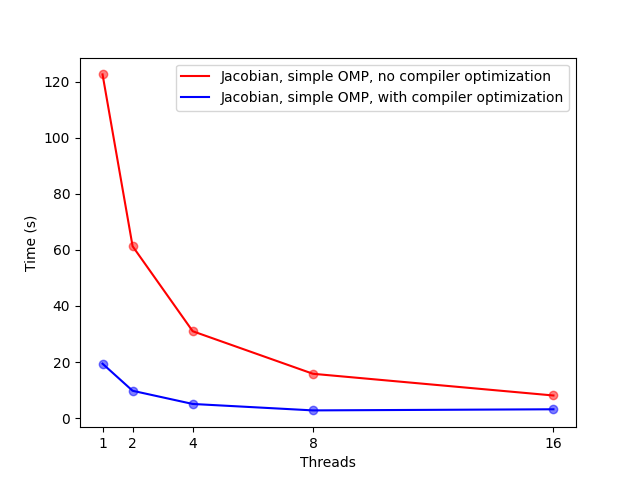 Jacobian, simple OMP, no compiler optimization
Jacobian, simple OMP, with compiler optimization
120
100
80
60
40
20
0
Time (s)
1 2 4 8 16
Threads